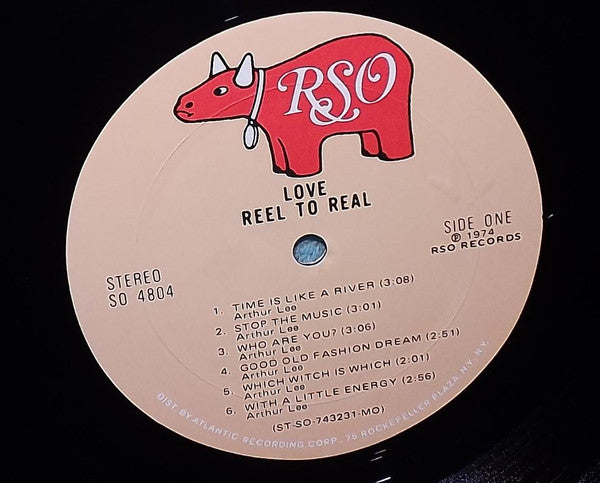 RSO
LOVE
REEL TO REAL
STEREO
SO 4804
SIDE ONE
℗ 1974
RSO RECORDS
1. TIME IS LIKE A RIVER (3:08)
Arthur Lee
2. STOP THE MUSIC (3:01)
Arthur Lee
3. WHO ARE YOU? (3:06)
Arthur Lee
4. GOOD OLD FASHION DREAM (2:51)
Arthur Lee
5. WHICH WITCH IS WHICH (2:01)
Arthur Lee
6. WITH A LITTLE ENERGY (2:56)
Arthur Lee
(ST-SO-743231-MO)
DIST. BY ATLANTIC RECORDING CORP., 75 ROCKEFELLER PLAZA, N.Y. N.Y.